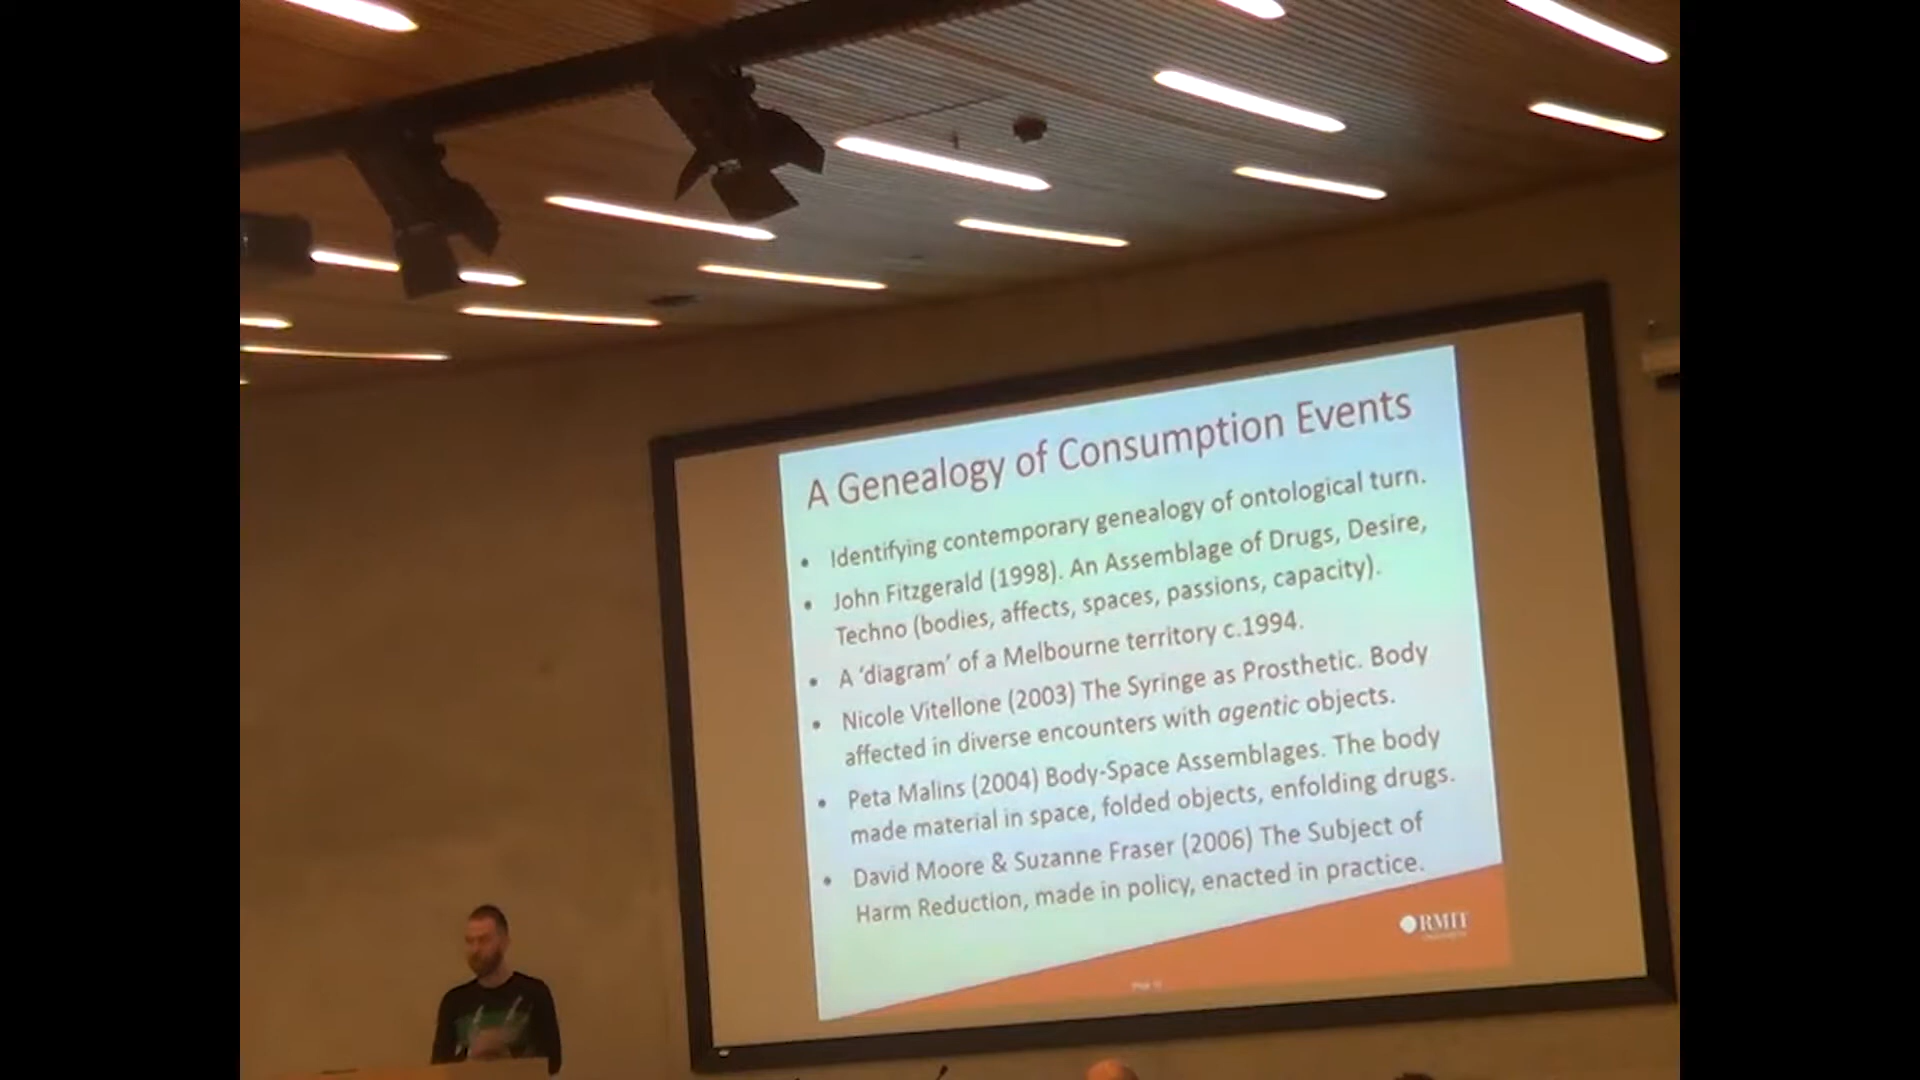 A Genealogy of Consumption Events
• Identifying contemporary genealogy of ontological turn.
• John Fitzgerald (1998). An Assemblage of Drugs, Desire,
Techno (bodies, affects, spaces, passions, capacity).
• A ‘diagram’ of a Melbourne territory c.1994.
• Nicole Vitellone (2003) The Syringe as Prosthetic. Body
affected in diverse encounters with agentic objects.
• Peta Malins (2004) Body-Space Assemblages. The body
made material in space, folded objects, enfolding drugs.
• David Moore & Suzanne Fraser (2006) The Subject of
Harm Reduction, made in policy, enacted in practice.
RMIT